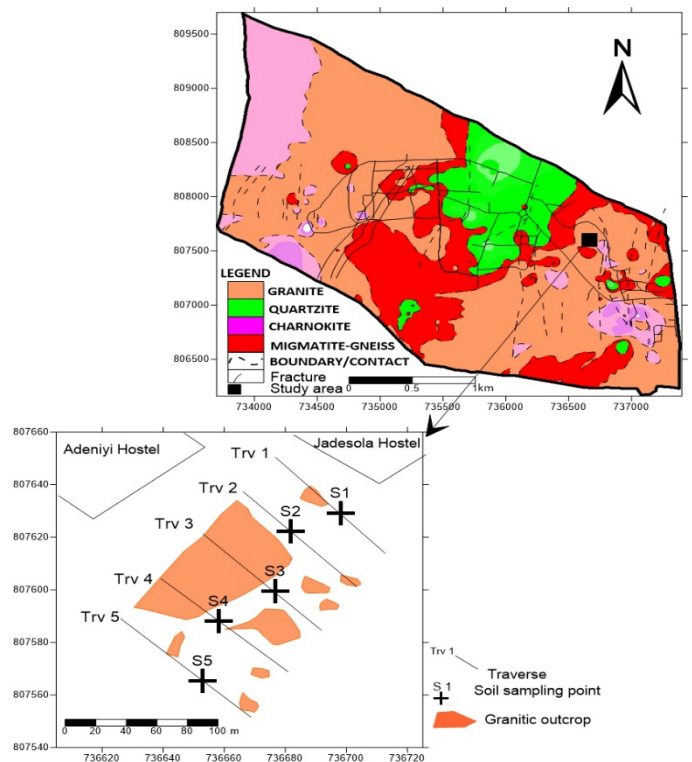 809500
809000
808500
808000
807500
807000
806500
N
LEGEND
GRANITE
QUARTZITE
CHARNOKITE
MIGMATITE-GNEISS
BOUNDARY/CONTACT
Fracture
Study area
0 0.5 1km
734000 734500 735000 735500 736000 736500 737000
807660
807640
807620
807600
807580
807560
807540
Adeniyi Hostel
Jadesola Hostel
Trv 1
S1
Trv 2
S2
Trv 3
S3
Trv 4
S4
Trv 5
S5
0 20 40 60 80 100 m
736620 736640 736660 736680 736700 736725
Trv 1
Traverse
S1
Soil sampling point
Granitic outcrop